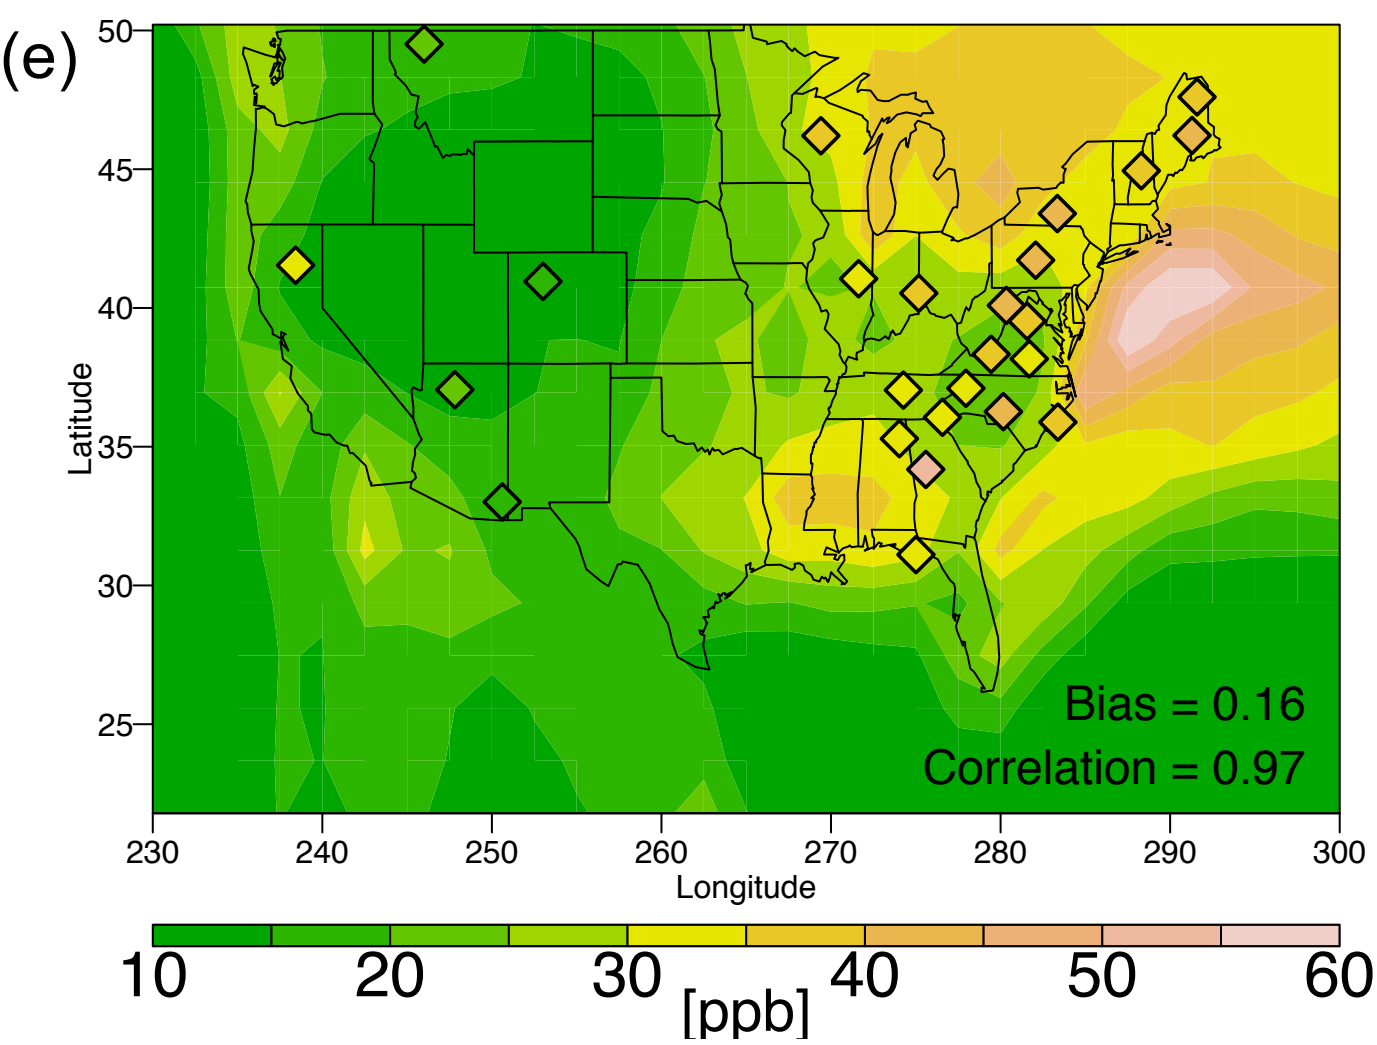 (e)
50
45
40
35
30
25
Latitude
Bias = 0.16
Correlation = 0.97
230 240 250 260 270 280 290 300
Longitude
10 20 30 40 50 60
[ppb]